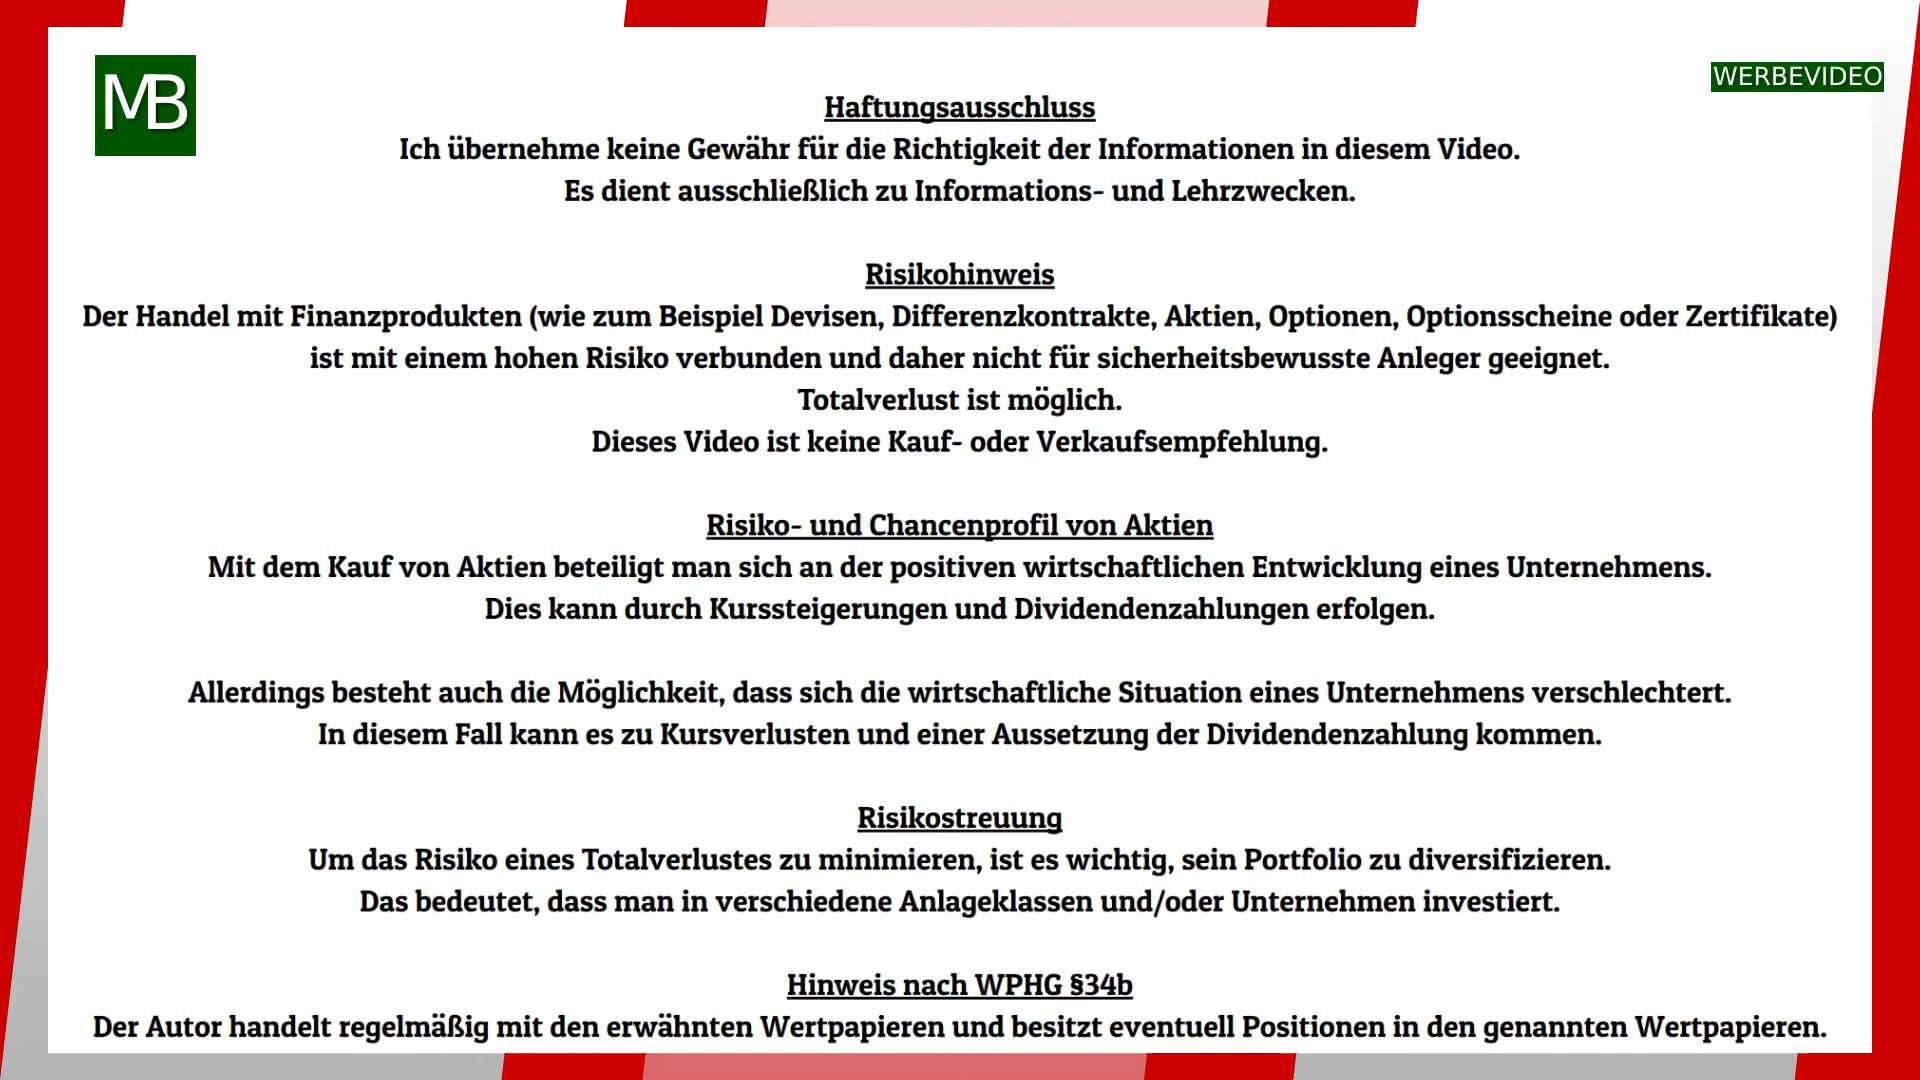 MB
WERBEVIDEO
Haftungsausschluss
Ich übernehme keine Gewähr für die Richtigkeit der Informationen in diesem Video.
Es dient ausschließlich zu Informations- und Lehrzwecken.
Risikohinweis
Der Handel mit Finanzprodukten (wie zum Beispiel Devisen, Differenzkontrakte, Aktien, Optionen, Optionsscheine oder Zertifikate)
ist mit einem hohen Risiko verbunden und daher nicht für sicherheitsbewusste Anleger geeignet.
Totalverlust ist möglich.
Dieses Video ist keine Kauf- oder Verkaufsempfehlung.
Risiko- und Chancenprofil von Aktien
Mit dem Kauf von Aktien beteiligt man sich an der positiven wirtschaftlichen Entwicklung eines Unternehmens.
Dies kann durch Kurssteigerungen und Dividendenzahlungen erfolgen.
Allerdings besteht auch die Möglichkeit, dass sich die wirtschaftliche Situation eines Unternehmens verschlechtert.
In diesem Fall kann es zu Kursverlusten und einer Aussetzung der Dividendenzahlung kommen.
Risikostreuung
Um das Risiko eines Totalverlustes zu minimieren, ist es wichtig, sein Portfolio zu diversifizieren.
Das bedeutet, dass man in verschiedene Anlageklassen und/oder Unternehmen investiert.
Hinweis nach WPHG §34b
Der Autor handelt regelmäßig mit den erwähnten Wertpapieren und besitzt eventuell Positionen in den genannten Wertpapieren.